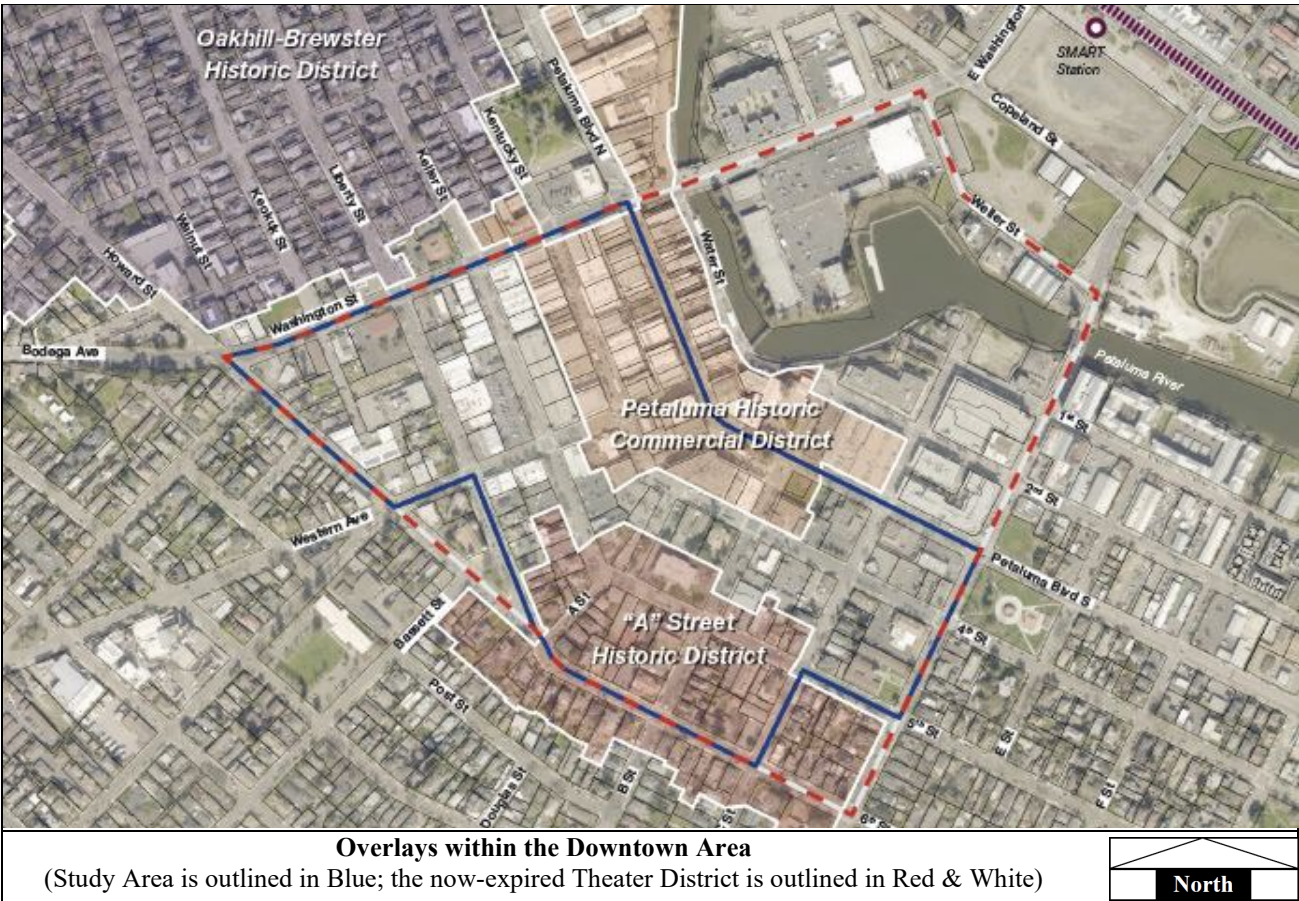 Oakhill-Brewster
Historic District
Petaluma Blvd N
E Washington
SMART
Station
Copeland St
Kentucky St
Keller St
Liberty St
Keokuk St
Walnut St
Howard St
Weller St
Water St
Washington St
Bodega Ave
Petaluma River
Petaluma Historic
Commercial District
1st St
2nd St
Western Ave
Petaluma Blvd S
A St
"A" Street
Historic District
4th St
Bassett St
Post St
5th St
E St
F St
B St
Douglas St
6th S
St
Overlays within the Downtown Area
(Study Area is outlined in Blue; the now-expired Theater District is outlined in Red & White)
North